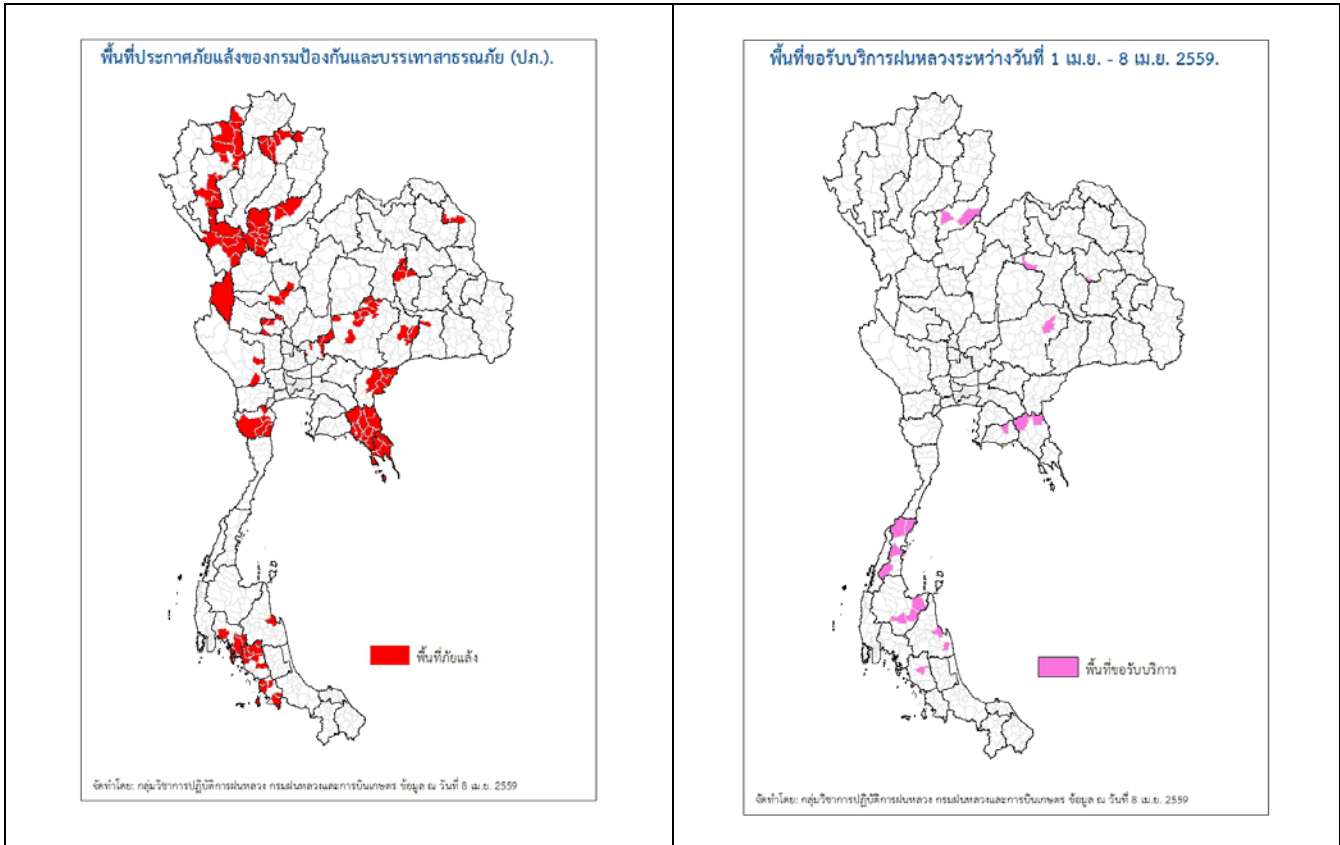 พื้นที่ประกาศภัยแล้งของกรมป้องกันและบรรเทาสาธรณภัย (ปภ.).
พื้นที่ภัยแล้ง
จัดทำโดย: กลุ่มวิชาการปฏิบัติการฝนหลวง กรมฝนหลวงและการบินเกษตร ข้อมูล ณ วันที่ 8 เม.ย. 2559
พื้นที่ขอรับบริการฝนหลวงระหว่างวันที่ 1 เม.ย. - 8 เม.ย. 2559.
พื้นที่ขอรับบริการ
จัดทำโดย: กลุ่มวิชาการปฏิบัติการฝนหลวง กรมฝนหลวงและการบินเกษตร ข้อมูล ณ วันที่ 8 เม.ย. 2559